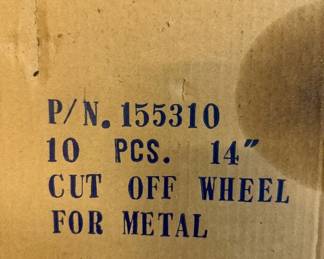 P/N. 155310
10 PCS. 14"
CUT OFF WHEEL
FOR METAL